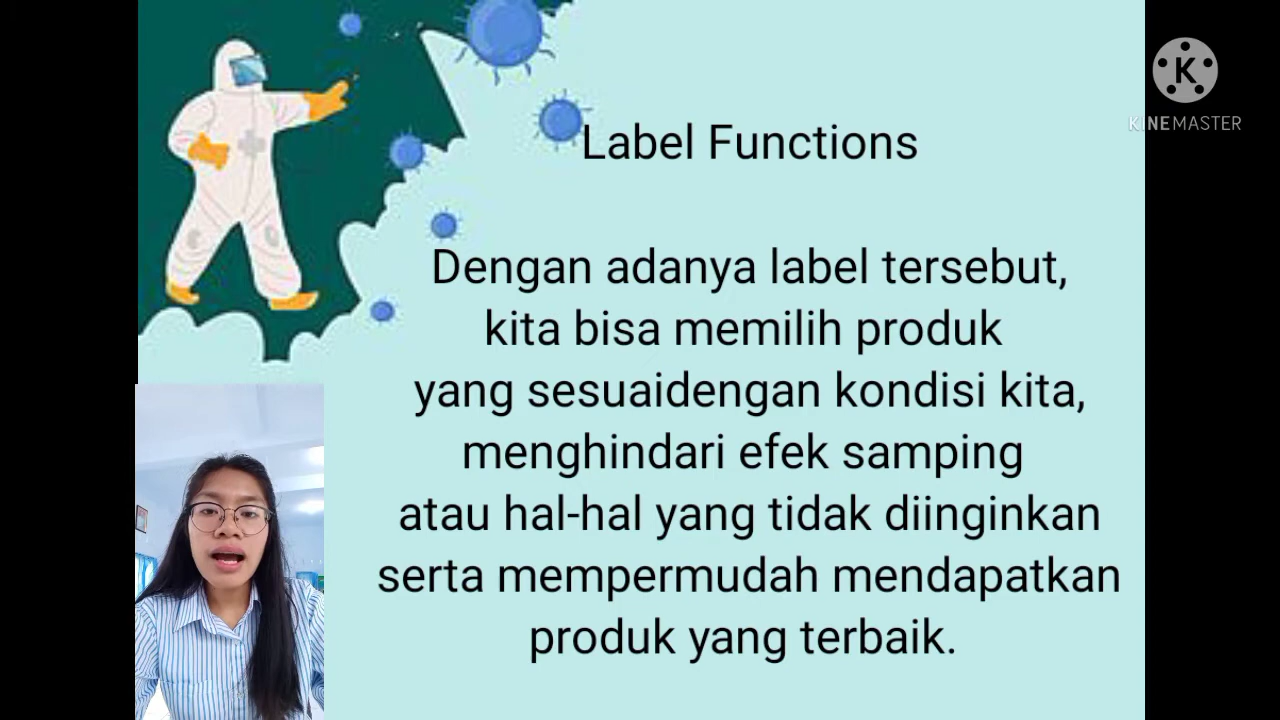 Label Functions
Dengan adanya label tersebut,
kita bisa memilih produk
yang sesuaidengan kondisi kita,
menghindari efek samping
atau hal-hal yang tidak diinginkan
serta mempermudah mendapatkan
produk yang terbaik.
K
KINEMASTER